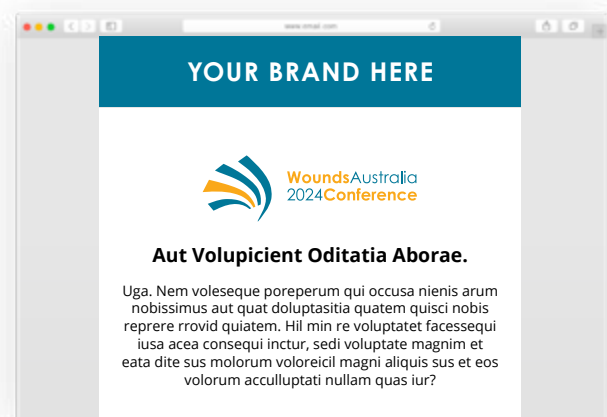 www.email.com
YOUR BRAND HERE
WoundsAustralia
2024Conference
Aut Volupicient Oditatia Aborae.
Uga. Nem voleseque poreperum qui occusa nienis arum
nobissimus aut quat doluptasitia quatem quisci nobis
reprere rrovid quiatem. Hil min re voluptatet facessequi
iusa acea consequi inctur, sedi voluptate magnim et
eata dite sus molorum voloreicil magni aliquis sus et eos
volorum acculluptati nullam quas iur?